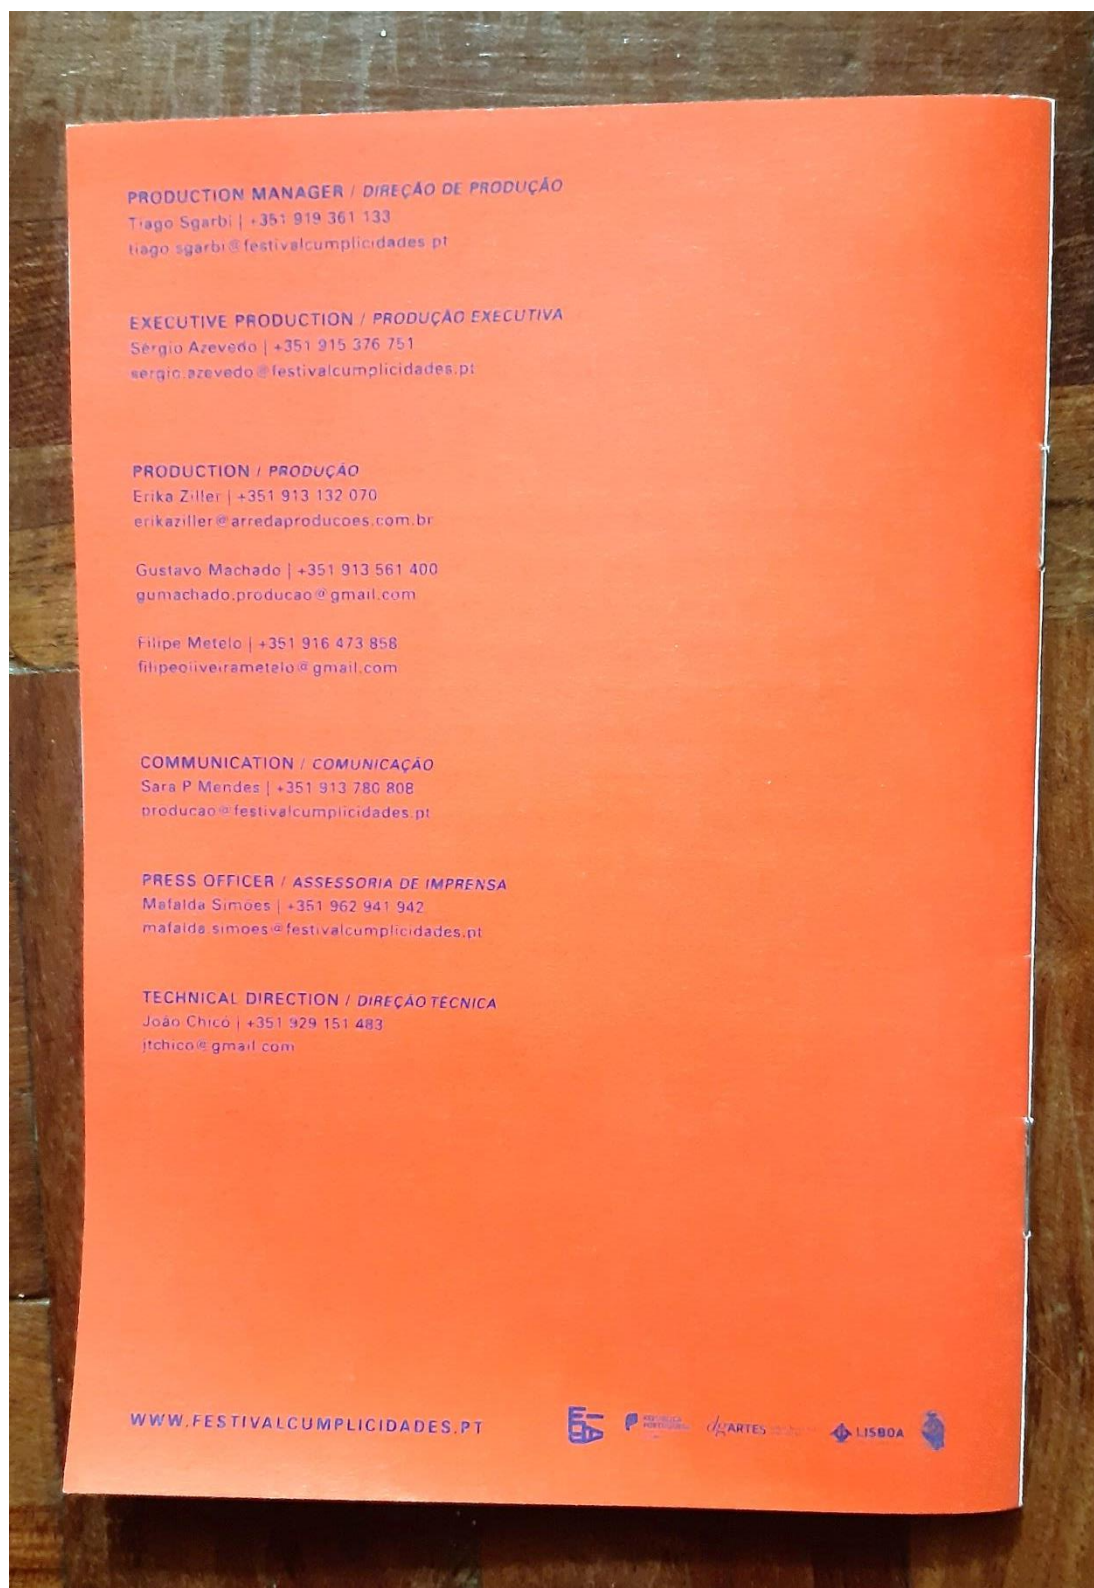 PRODUCTION MANAGER / DIREÇÃO DE PRODUÇÃO
Tiago Sgarbi | +351 919 361 133
tiago.sgarbi@festivalcumplicidades.pt
EXECUTIVE PRODUCTION / PRODUÇÃO EXECUTIVA
Sérgio Azevedo | +351 915 376 751
sergio.azevedo@festivalcumplicidades.pt
PRODUCTION / PRODUÇÃO
Erika Ziller | +351 913 132 070
erikaziller@arredaproducoes.com.br
Gustavo Machado | +351 913 561 400
gumachado.producao@gmail.com
Filipe Metelo | +351 916 473 858
filipeoliveirametelo@gmail.com
COMMUNICATION / COMUNICAÇÃO
Sara P Mendes | +351 913 780 808
producao@festivalcumplicidades.pt
PRESS OFFICER / ASSESSORIA DE IMPRENSA
Mafalda Simões | +351 962 941 942
mafalda.simoes@festivalcumplicidades.pt
TECHNICAL DIRECTION / DIREÇÃO TÉCNICA
João Chicó | +351 929 151 483
jtchico@gmail.com
WWW.FESTIVALCUMPLICIDADES.PT
REPÚBLICA
PORTUGUESA
dgARTES
LISBOA